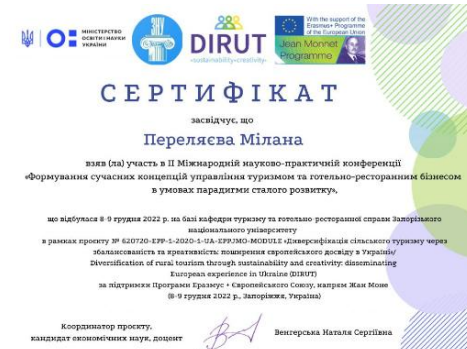 МІНІСТЕРСТВО
ОСВІТИ І НАУКИ
УКРАЇНИ
ЗНУ
DIRUT
-sustainability-creativity-
With the support of the
Erasmus+ Programme
of the European Union
Jean Monnet
Programme
СЕРТИФІКАТ
засвідчує, що
Переляєва Мілана
взяв (ла) участь в ІІ Міжнародній науково-практичній конференції
«Формування сучасних концепцій управління туризмом та готельно-ресторанним бізнесом
в умовах парадигми сталого розвитку»,
що відбулася 8-9 грудня 2022 р. на базі кафедри туризму та готельно-ресторанної справи Запорізького
національного університету
в рамках проєкту № 620720-EPP-1-2020-1-UA-EPPJMO-MODULE «Диверсифікація сільського туризму через
збалансованість та креативність: поширення європейського досвіду в Україні»/
Diversification of rural tourism through sustainability and creativity: disseminating
European experience in Ukraine (DIRUT)
за підтримки Програми Еразмус + Європейського Союзу, напрям Жан Моне
(8-9 грудня 2022 р., Запоріжжя, Україна)
Координатор проєкту,
кандидат економічних наук, доцент
Венгерська Наталя Сергіївна